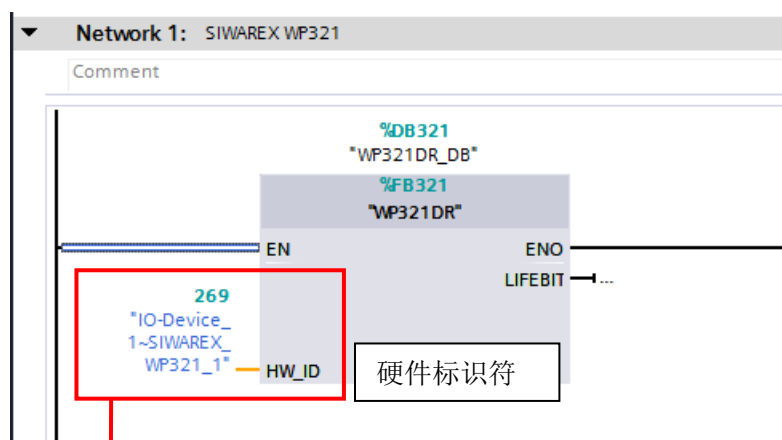 Network 1: SIWAREX WP321
Comment
%DB321
"WP321DR_DB"
%FB321
"WP321DR"
EN ENO
LIFEBIT ...
269
"IO-Device_
1~SIWAREX_
WP321_1" HW_ID
硬件标识符